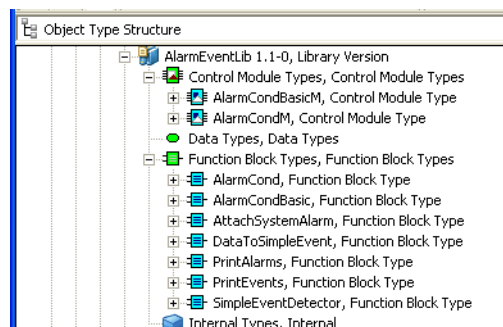 Object Type Structure
AlarmEventLib 1.1-0, Library Version
Control Module Types, Control Module Types
AlarmCondBasicM, Control Module Type
AlarmCondM, Control Module Type
Data Types, Data Types
Function Block Types, Function Block Types
AlarmCond, Function Block Type
AlarmCondBasic, Function Block Type
AttachSystemAlarm, Function Block Type
DataToSimpleEvent, Function Block Type
PrintAlarms, Function Block Type
PrintEvents, Function Block Type
SimpleEventDetector, Function Block Type
Internal Types, Internal